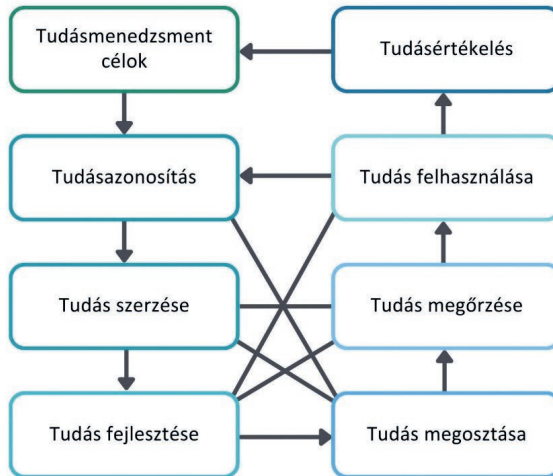 Tudásmenedzsment
célok
Tudásértékelés
Tudásazonosítás
Tudás felhasználása
Tudás szerzése
Tudás megőrzése
Tudás fejlesztése
Tudás megosztása